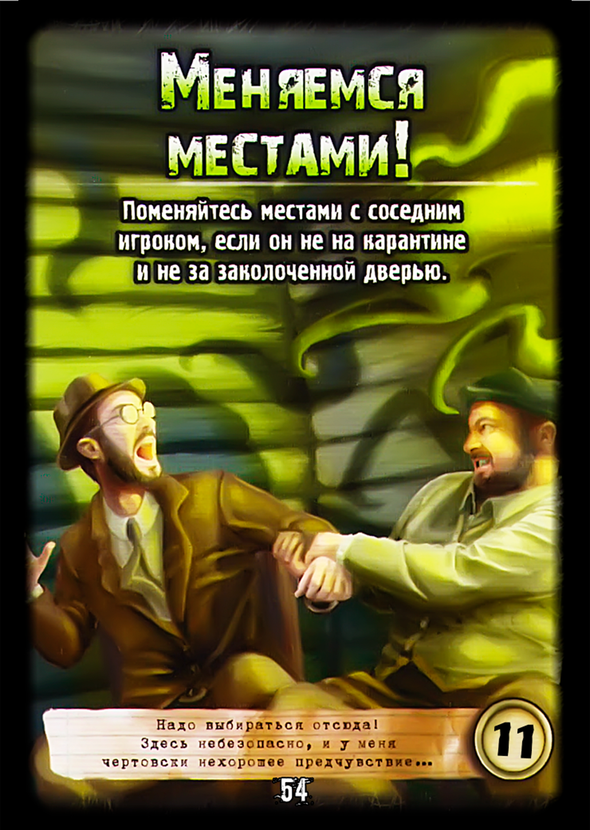 Меняемся
местами!
Поменяйтесь местами с соседним
игроком, если он не на карантине
и не за заколоченной дверью.
Надо выбираться отсюда!
Здесь небезопасно, и у меня
чертовски нехорошее предчувствие...
11
54